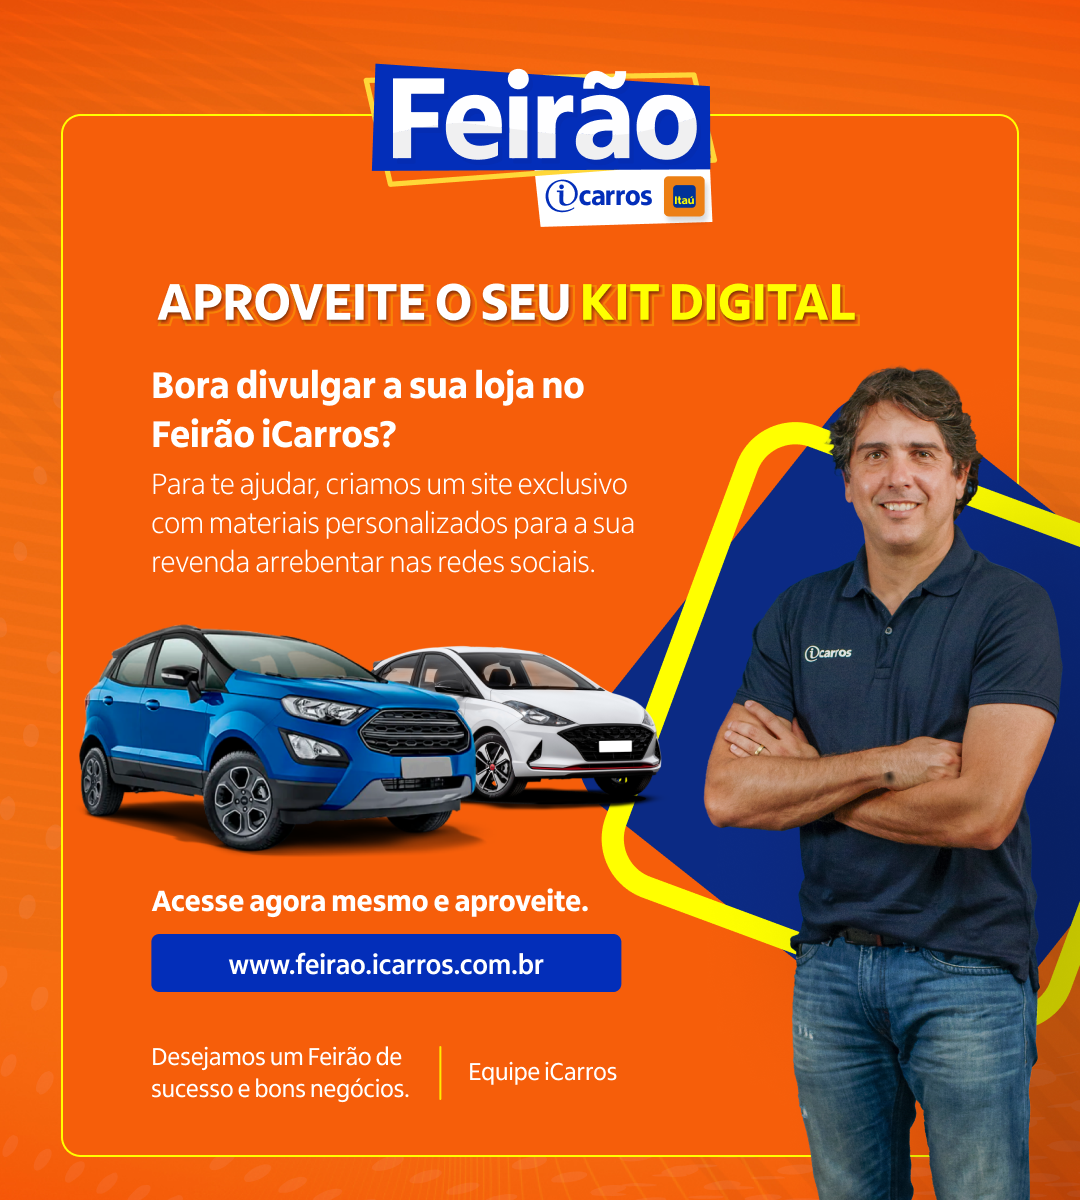 Feirão
icarros Itaú
APROVEITE O SEU KIT DIGITAL
Bora divulgar a sua loja no
Feirão iCarros?
Para te ajudar, criamos um site exclusivo
com materiais personalizados para a sua
revenda arrebentar nas redes sociais.
icarros
Acesse agora mesmo e aproveite.
www.feirao.icarros.com.br
Desejamos um Feirão de
sucesso e bons negócios.
Equipe iCarros